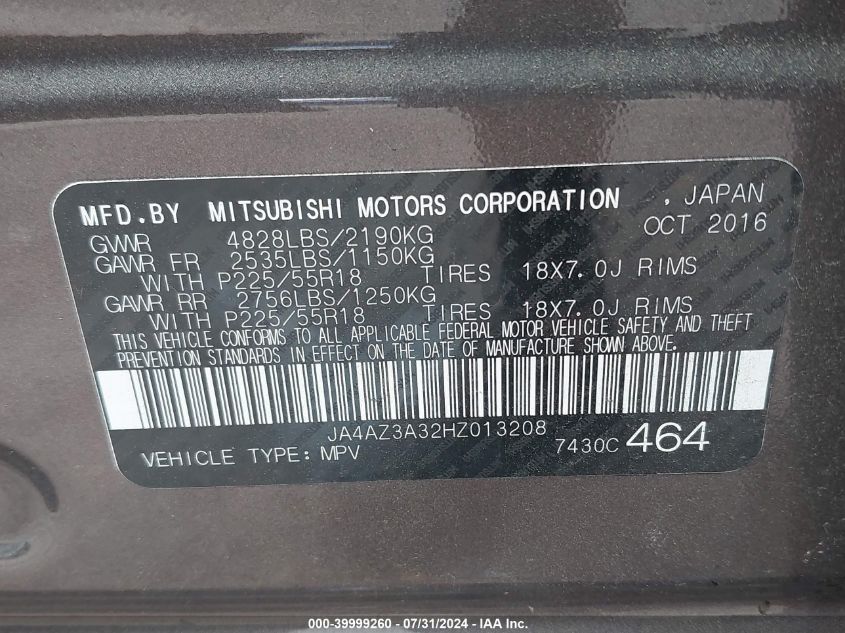 MFD.BY MITSUBISHI MOTORS CORPORATION , JAPAN
OCT 2016
GVWR 4828LBS/2190KG
GAWR FR 2535LBS/1150KG
WITH P225/55R18 TIRES 18X7.0J RIMS
GAWR RR 2756LBS/1250KG
WITH P225/55R18 TIRES 18X7.0J RIMS
THIS VEHICLE CONFORMS TO ALL APPLICABLE FEDERAL MOTOR VEHICLE SAFETY AND THEFT
PREVENTION STANDARDS IN EFFECT ON THE DATE OF MANUFACTURE SHOWN ABOVE.
JA4AZ3A32HZ013208
VEHICLE TYPE:MPV 7430C 464
000-39999260 - 07/31/2024 - IAA Inc.